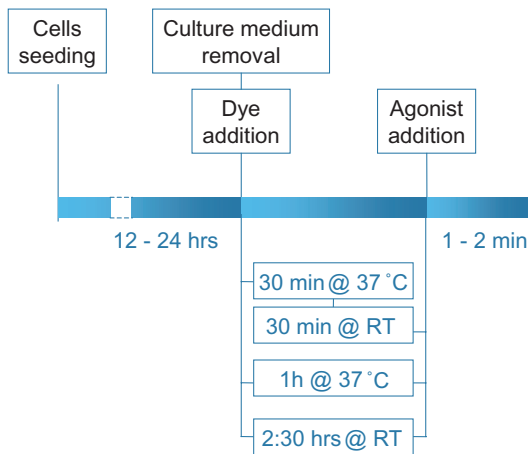 Cells
seeding
Culture medium
removal
Dye
addition
Agonist
addition
12 - 24 hrs
1 - 2 min
30 min @ 37 °C
30 min @ RT
1h @ 37 °C
2:30 hrs @ RT